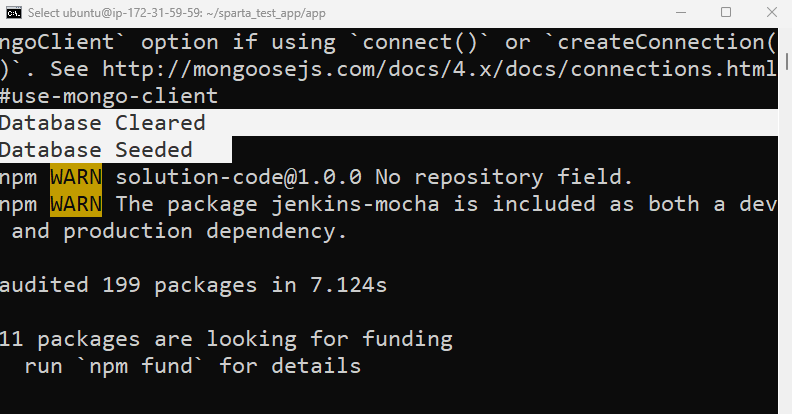 Select ubuntu@ip-172-31-59-59: ~/sparta_test_app/app
ngoClient` option if using `connect()` or `createConnection(
)`. See http://mongoosejs.com/docs/4.x/docs/connections.html
#use-mongo-client
Database Cleared
Database Seeded
npm WARN solution-code@1.0.0 No repository field.
npm WARN The package jenkins-mocha is included as both a dev
and production dependency.
audited 199 packages in 7.124s
11 packages are looking for funding
run `npm fund` for details